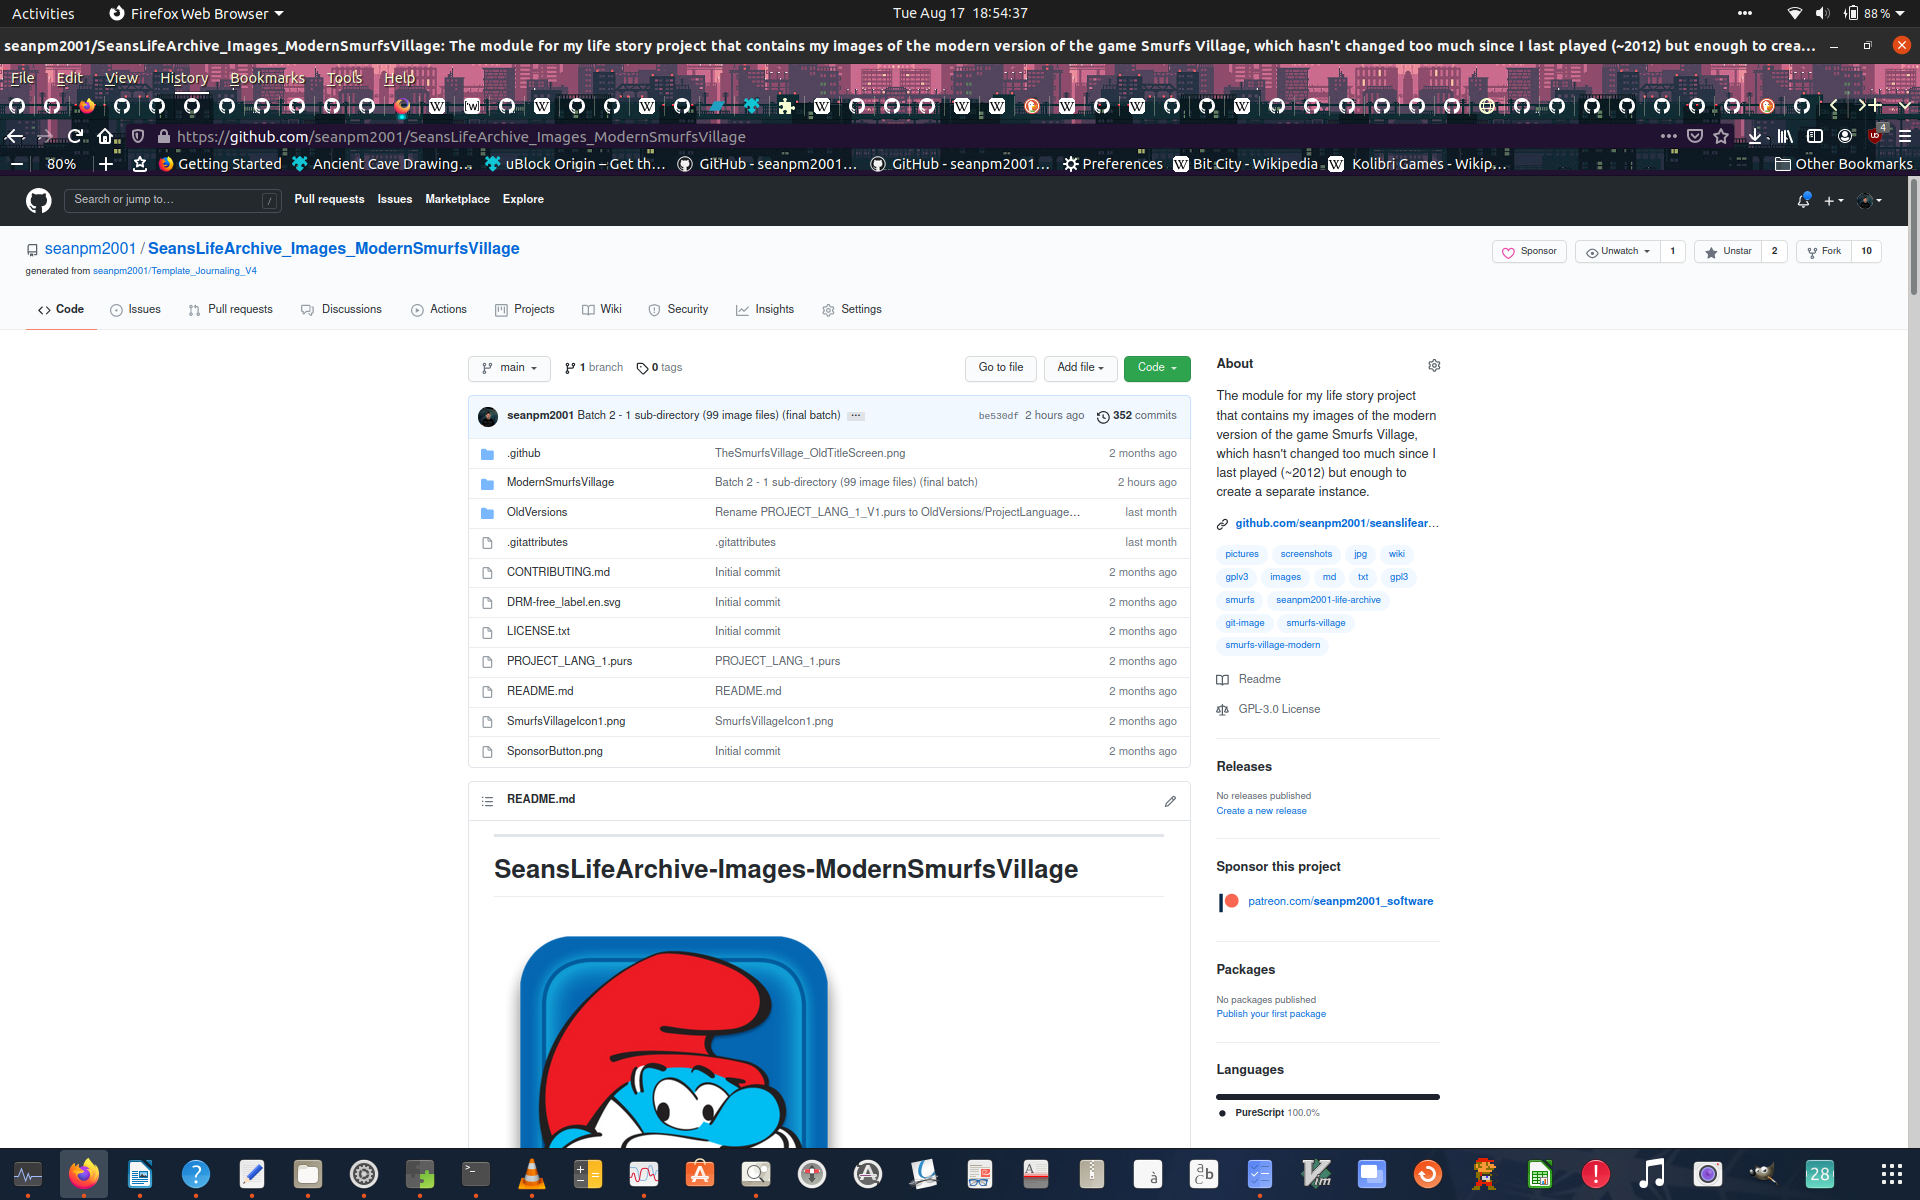 Activities Firefox Web Browser Tue Aug 17 18:54:37 88 %
seanpm2001/SeansLifeArchive_Images_ModernSmurfsVillage: The module for my life story project that contains my images of the modern version of the game Smurfs Village, which hasn't changed too much since I last played (~2012) but enough to crea...
File Edit View History Bookmarks Tools Help
https://github.com/seanpm2001/SeansLifeArchive_Images_ModernSmurfsVillage 4
80% Getting Started Ancient Cave Drawing... uBlock Origin – Get th... GitHub - seanpm2001... GitHub - seanpm2001... Preferences Bit City - Wikipedia Kolibri Games - Wikip... Other Bookmarks
Search or jump to... / Pull requests Issues Marketplace Explore
seanpm2001 / SeansLifeArchive_Images_ModernSmurfsVillage Sponsor Unwatch 1 Unstar 2 Fork 10
generated from seanpm2001/Template_Journaling_V4
Code Issues Pull requests Discussions Actions Projects Wiki Security Insights Settings
main 1 branch 0 tags Go to file Add file Code
seanpm2001 Batch 2 - 1 sub-directory (99 image files) (final batch) ... be530df 2 hours ago 352 commits
.github TheSmurfsVillage_OldTitleScreen.png 2 months ago
ModernSmurfsVillage Batch 2 - 1 sub-directory (99 image files) (final batch) 2 hours ago
OldVersions Rename PROJECT_LANG_1_V1.purs to OldVersions/ProjectLanguage... last month
.gitattributes .gitattributes last month
CONTRIBUTING.md Initial commit 2 months ago
DRM-free_label.en.svg Initial commit 2 months ago
LICENSE.txt Initial commit 2 months ago
PROJECT_LANG_1.purs PROJECT_LANG_1.purs 2 months ago
README.md README.md 2 months ago
SmurfsVillageIcon1.png SmurfsVillageIcon1.png 2 months ago
SponsorButton.png Initial commit 2 months ago
README.md
SeansLifeArchive-Images-ModernSmurfsVillage
About
The module for my life story project
that contains my images of the modern
version of the game Smurfs Village,
which hasn't changed too much since I
last played (~2012) but enough to
create a separate instance.
github.com/seanpm2001/seanslifear...
pictures screenshots jpg wiki
gplv3 images md txt gpl3
smurfs seanpm2001-life-archive
git-image smurfs-village
smurfs-village-modern
Readme
GPL-3.0 License
Releases
No releases published
Create a new release
Sponsor this project
patreon.com/seanpm2001_software
Packages
No packages published
Publish your first package
Languages
PureScript 100.0%
28